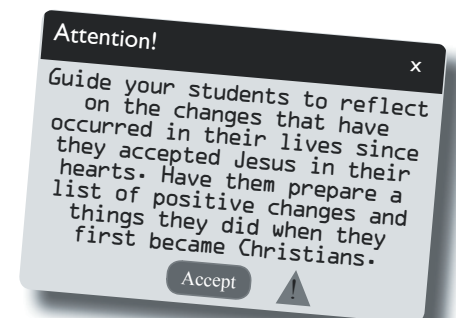 Attention!
x
Guide your students to reflect
on the changes that have
occurred in their lives since
they accepted Jesus in their
hearts. Have them prepare a
list of positive changes and
things they did when they
first became Christians.
Accept
!